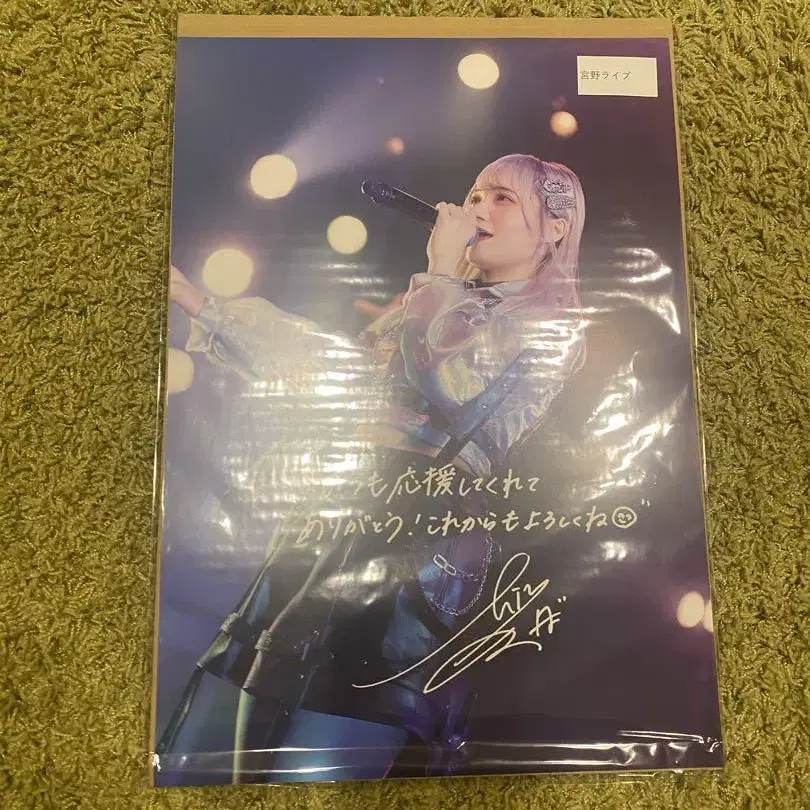 宮野ライブ
いつも応援してくれて
ありがとう!これからもよろしくね